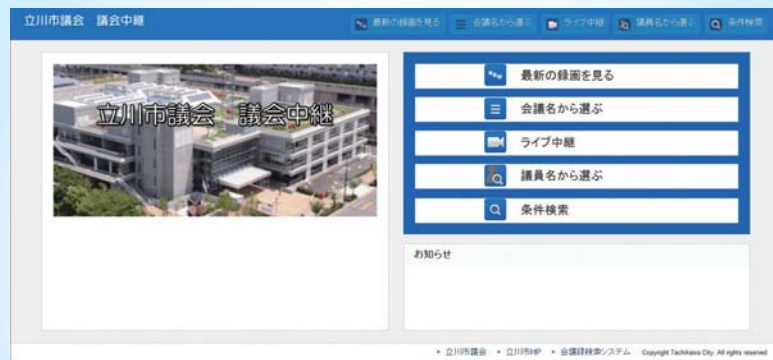 立川市議会 議会中継
最新の録画を見る 会議名から選ぶ ライブ中継 議員名から選ぶ 条件検索
立川市議会 議会中継
最新の録画を見る
会議名から選ぶ
ライブ中継
議員名から選ぶ
条件検索
お知らせ
立川市議会 立川市HP 会議録検索システム Copyright Tachikawa City. All rights reserved.